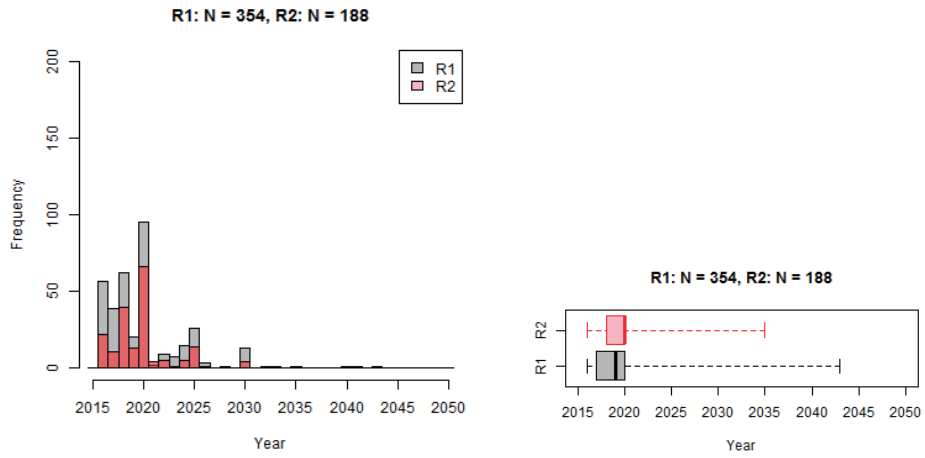 R1: N = 354, R2: N = 188
R1
R2
Frequency
0
50
100
150
200
2015 2020 2025 2030 2035 2040 2045 2050
Year
R1: N = 354, R2: N = 188
R2
R1
2015 2020 2025 2030 2035 2040 2045 2050
Year